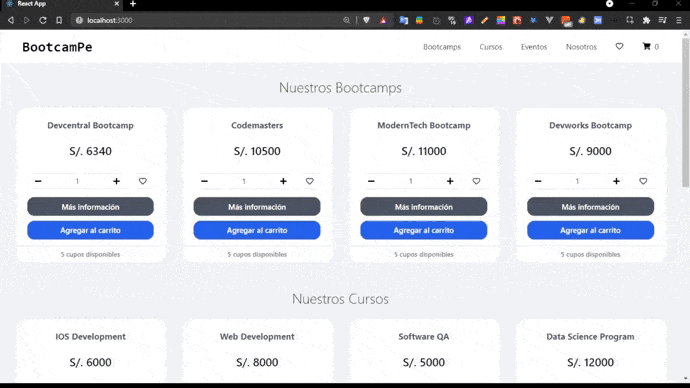 React App
localhost:3000
BootcamPe
Bootcamps Cursos Eventos Nosotros 0
Nuestros Bootcamps
Devcentral Bootcamp Codemasters ModernTech Bootcamp Devworks Bootcamp
S/. 6340 S/. 10500 S/. 11000 S/. 9000
1 1 1 1
Más información Más información Más información Más información
Agregar al carrito Agregar al carrito Agregar al carrito Agregar al carrito
5 cupos disponibles 5 cupos disponibles 5 cupos disponibles 5 cupos disponibles
Nuestros Cursos
IOS Development Web Development Software QA Data Science Program
S/. 6000 S/. 8000 S/. 5000 S/. 12000